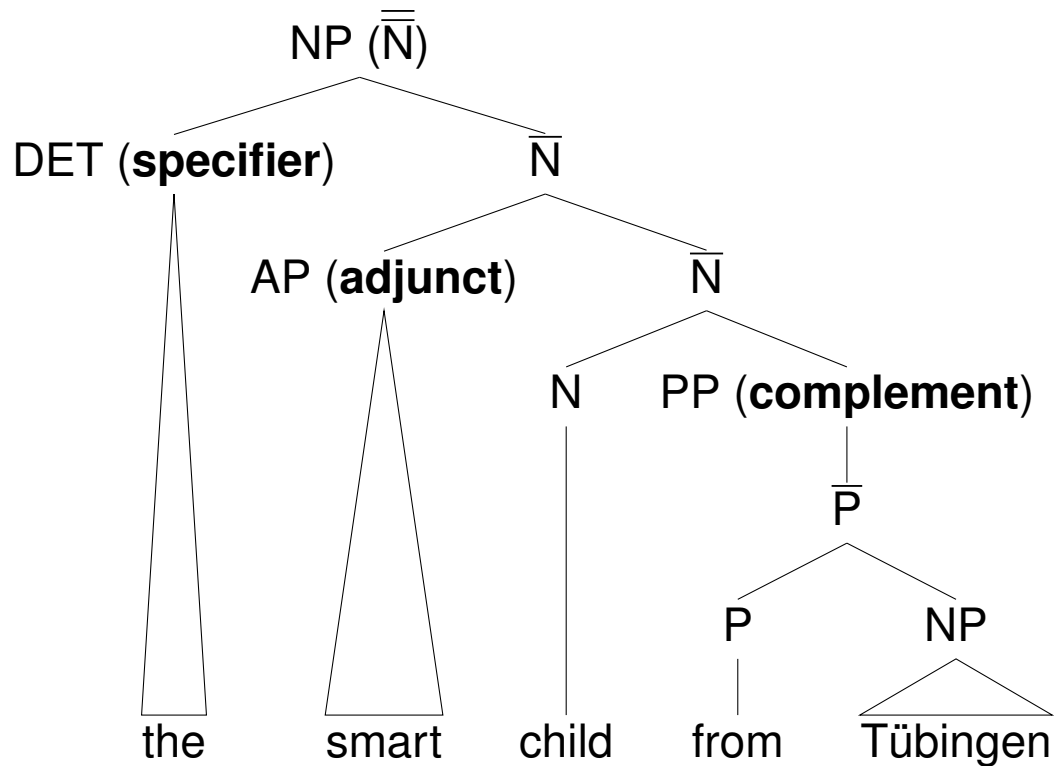 NP (N̿̅)
DET (specifier) N̅
AP (adjunct) N̅
N PP (complement)
P̅
P NP
the smart child from Tübingen